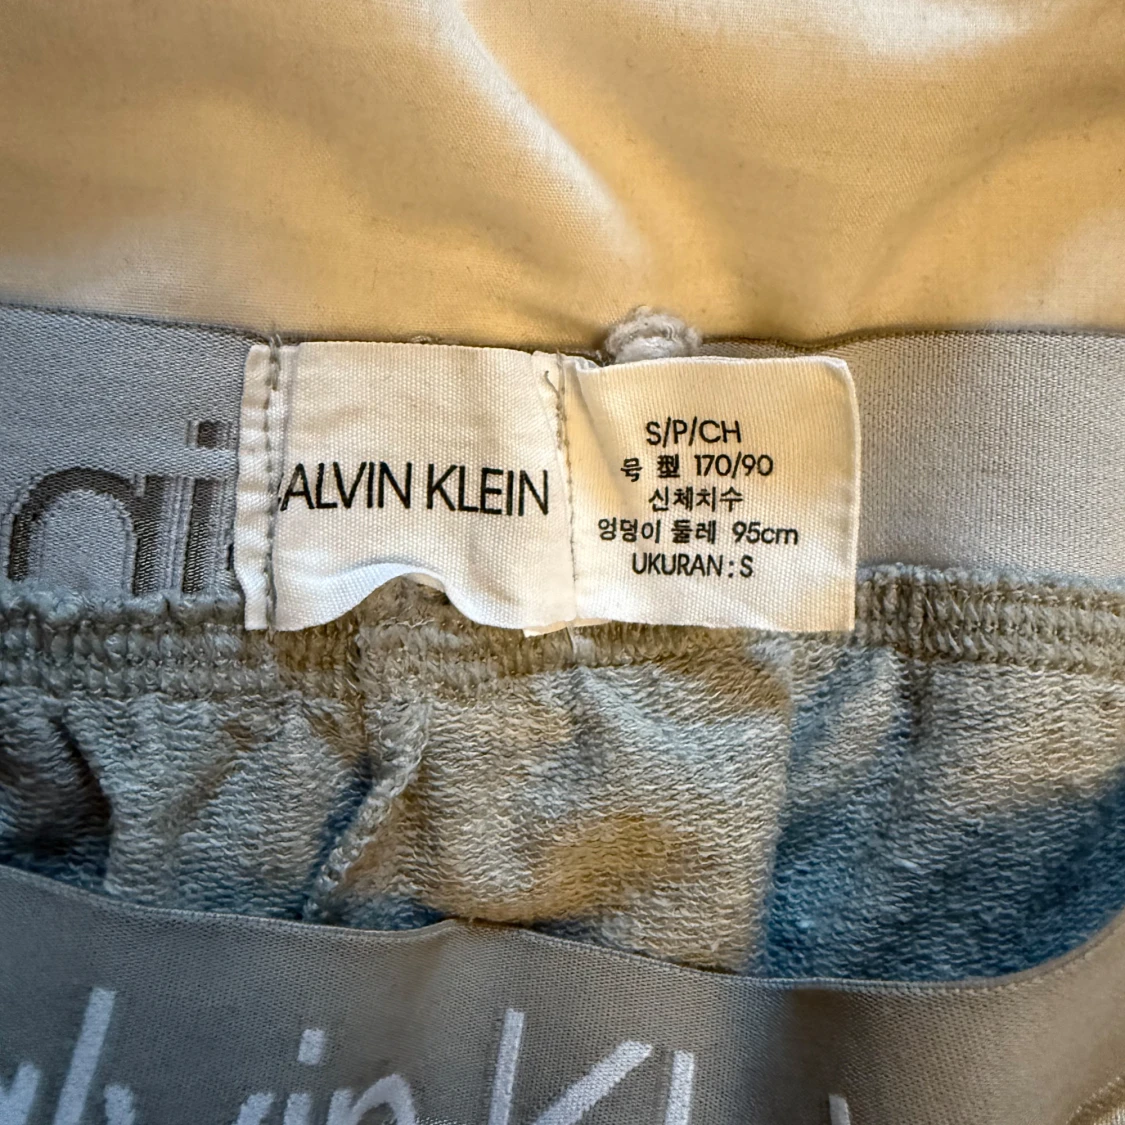 ALVIN KLEIN
S/P/CH
号 型 170/90
신체치수
엉덩이 둘레 95cm
UKURAN : S